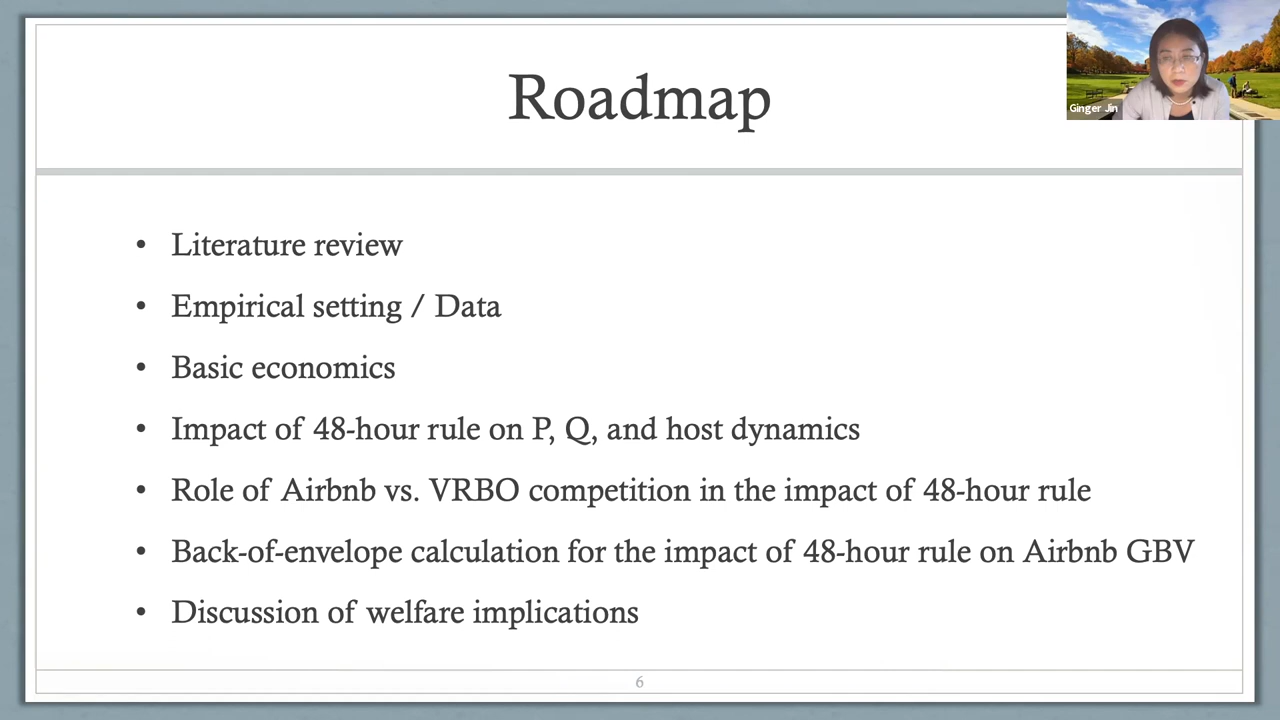 Roadmap
Ginger Jin
• Literature review
• Empirical setting / Data
• Basic economics
• Impact of 48-hour rule on P, Q, and host dynamics
• Role of Airbnb vs. VRBO competition in the impact of 48-hour rule
• Back-of-envelope calculation for the impact of 48-hour rule on Airbnb GBV
• Discussion of welfare implications
6